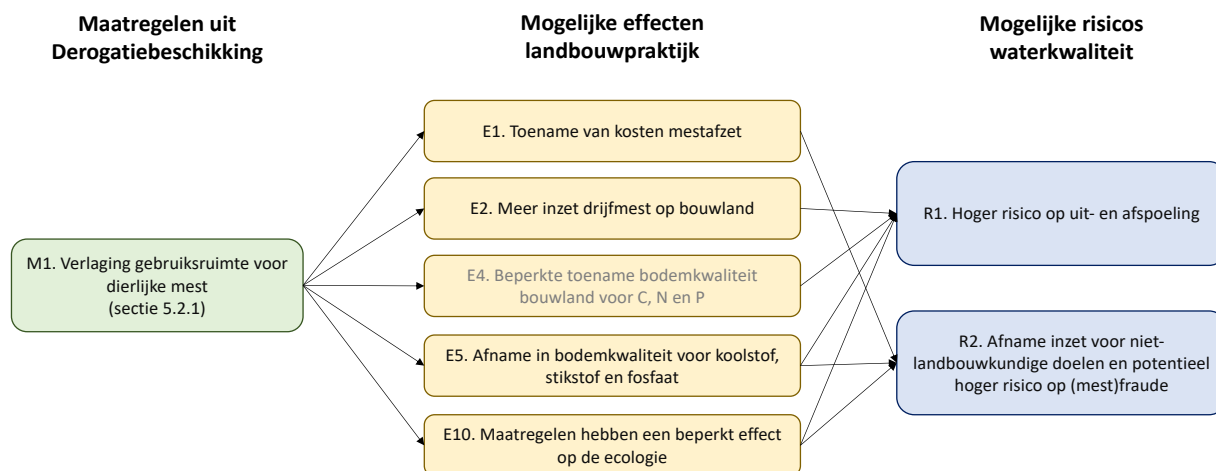 Maatregelen uit
Derogatiebeschikking
Mogelijke effecten
landbouwpraktijk
Mogelijke risicos
waterkwaliteit
M1. Verlaging gebruiksruimte voor
dierlijke mest
(sectie 5.2.1)
E1. Toename van kosten mestafzet
E2. Meer inzet drijfmest op bouwland
E4. Beperkte toename bodemkwaliteit
bouwland voor C, N en P
E5. Afname in bodemkwaliteit voor koolstof,
stikstof en fosfaat
E10. Maatregelen hebben een beperkt effect
op de ecologie
R1. Hoger risico op uit- en afspoeling
R2. Afname inzet voor niet-
landbouwkundige doelen en potentieel
hoger risico op (mest)fraude